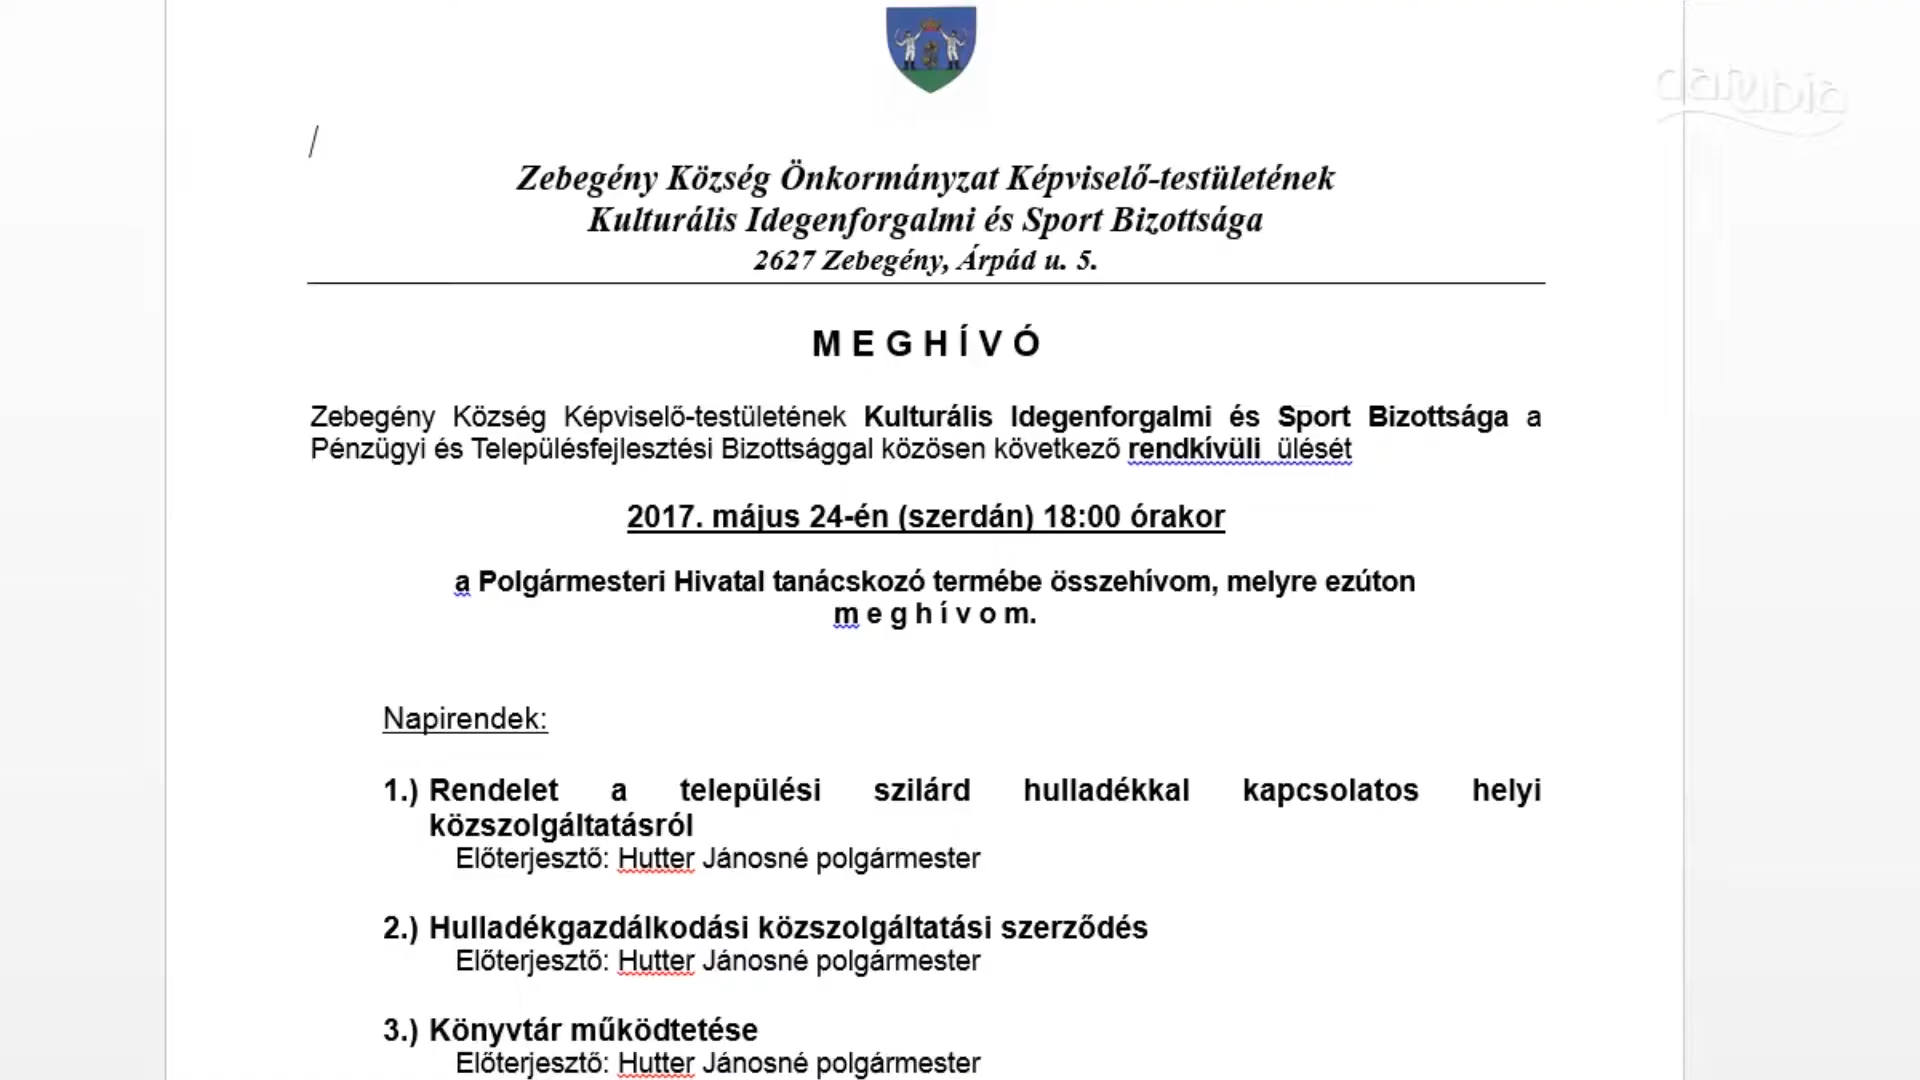 danubia
/
Zebegény Község Önkormányzat Képviselő-testületének
Kulturális Idegenforgalmi és Sport Bizottsága
2627 Zebegény, Árpád u. 5.
M E G H Í V Ó
Zebegény Község Képviselő-testületének Kulturális Idegenforgalmi és Sport Bizottsága a
Pénzügyi és Településfejlesztési Bizottsággal közösen következő rendkívüli ülését
2017. május 24-én (szerdán) 18:00 órakor
a Polgármesteri Hivatal tanácskozó termébe összehívom, melyre ezúton
m e g h í v o m.
Napirendek:
1.) Rendelet a települési szilárd hulladékkal kapcsolatos helyi
közszolgáltatásról
Előterjesztő: Hutter Jánosné polgármester
2.) Hulladékgazdálkodási közszolgáltatási szerződés
Előterjesztő: Hutter Jánosné polgármester
3.) Könyvtár működtetése
Előterjesztő: Hutter Jánosné polgármester